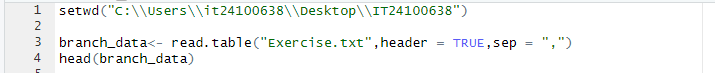 1 setwd("C:\\Users\\it24100638\\Desktop\\IT24100638")
2
3 branch_data<- read.table("Exercise.txt",header = TRUE,sep = ",")
4 head(branch_data)